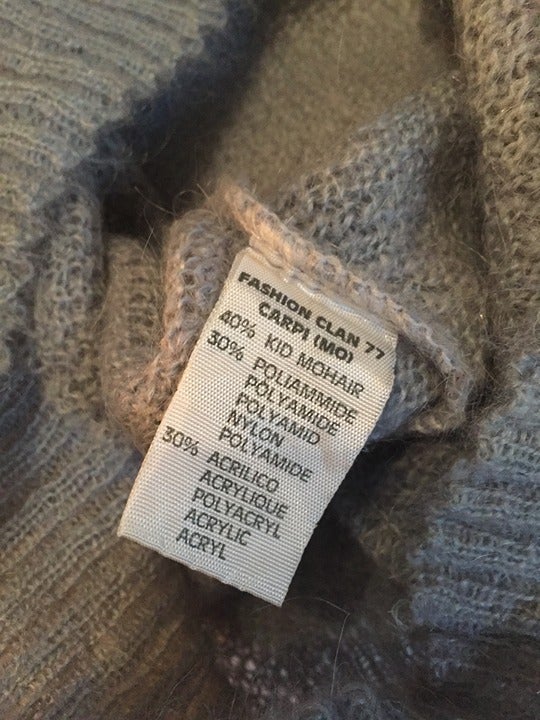 FASHION CLAN 77
CARPI (MO)
40% KID MOHAIR
30% POLIAMMIDE
POLYAMIDE
POLYAMID
NYLON
POLYAMIDE
30% ACRILICO
ACRYLIQUE
POLYACRYL
ACRYLIC
ACRYL